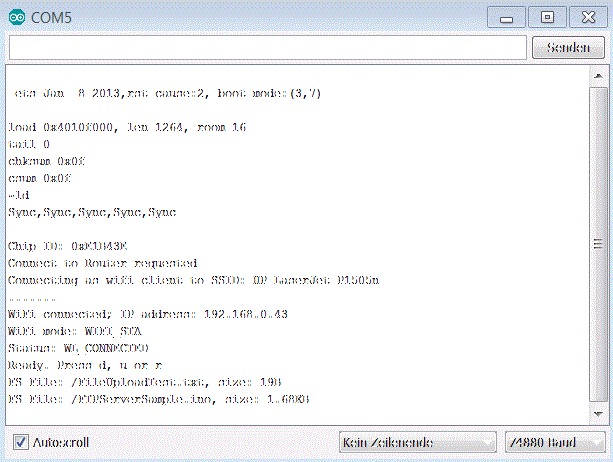 COM5
Senden
ets Jan 8 2013,rst cause:2, boot mode:(3,7)
load 0x4010f000, len 1264, room 16
tail 0
chksum 0x0f
csum 0x0f
~ld
Sync,Sync,Sync,Sync,Sync
Chip ID:
Connect to Router requested
Connecting as wifi client to SSID: HP LaserJet P1505n
.......
WiFi connected; IP address: 192.168.0.43
WiFi mode: WIFI_STA
Status: WL_CONNECTED
Ready. Press d, u or r
FS File: /FileUploadTest.txt, size: 19B
FS File: /FTPServerSample.ino, size: 1.68KB
Autoscroll
Kein Zeilenende
74880 Baud